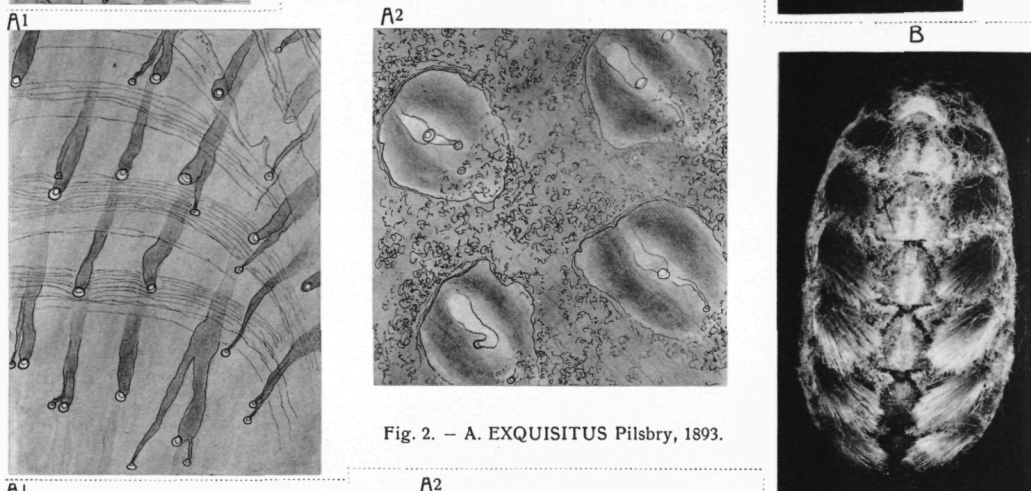 A1
A2
B
Fig. 2. – A. EXQUISITUS Pilsbry, 1893.
A1
A2